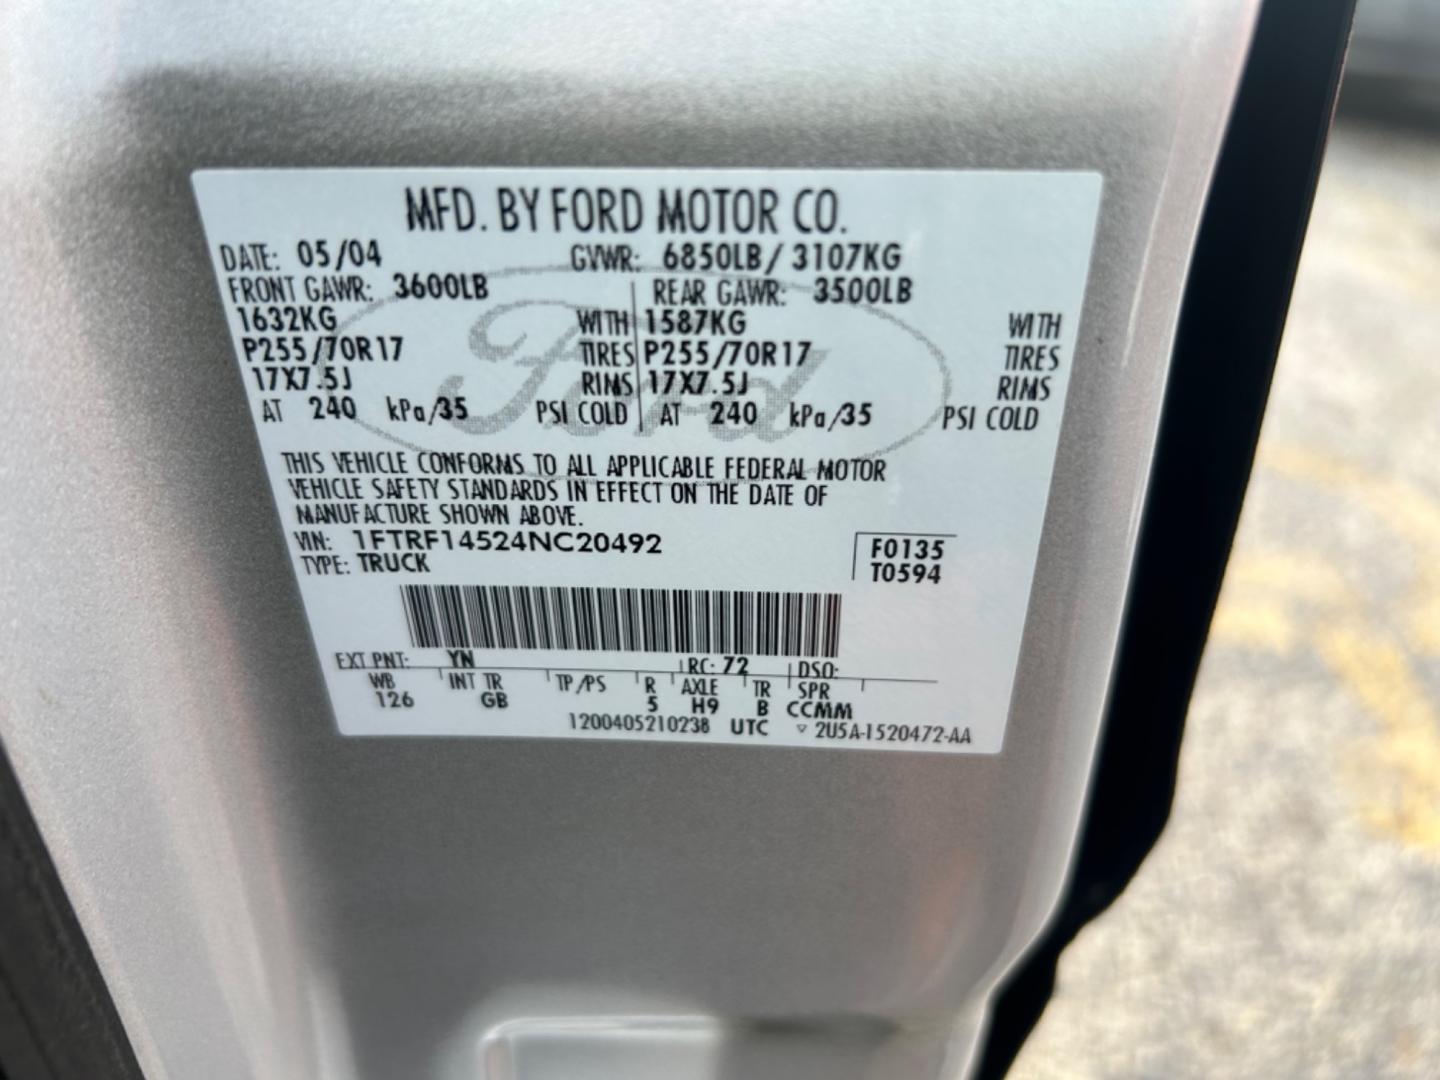 MFD. BY FORD MOTOR CO.
DATE: 05/04 GVWR: 6850LB/ 3107KG
FRONT GAWR: 3600LB REAR GAWR: 3500LB
1632KG WITH 1587KG WITH
P255/70R17 TIRES P255/70R17 TIRES
17X7.5J RIMS 17X7.5J RIMS
AT 240 kPa/35 PSI COLD AT 240 kPa/35 PSI COLD
Ford
THIS VEHICLE CONFORMS TO ALL APPLICABLE FEDERAL MOTOR
VEHICLE SAFETY STANDARDS IN EFFECT ON THE DATE OF
MANUFACTURE SHOWN ABOVE.
VIN: 1FTRF14524NC20492 F0135
TYPE: TRUCK T0594
EXT PNT: YN RC: 72 DSO:
WB INT TR TP/PS R AXLE TR SPR
126 GB 5 H9 B CCMM
1200405210238 UTC ▽ 2U5A-1520472-AA